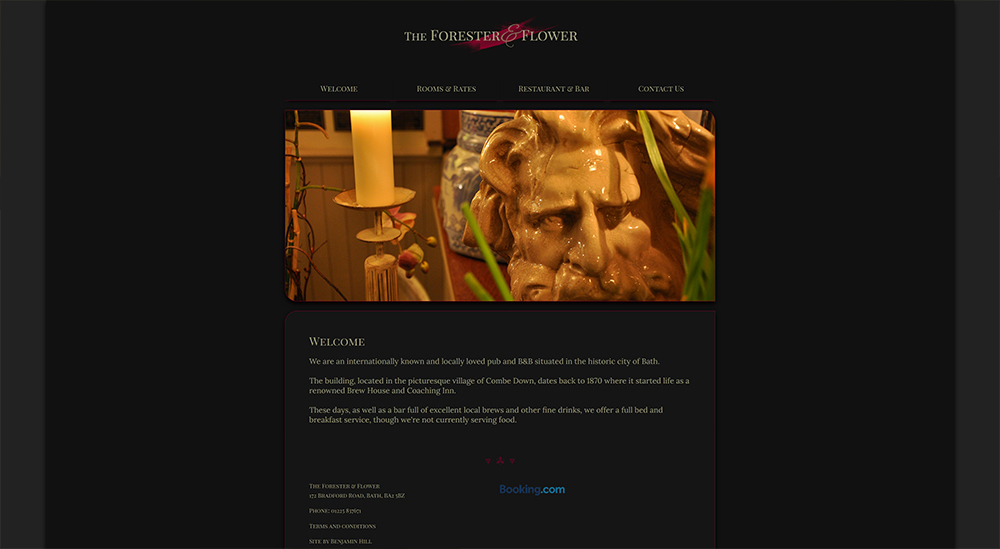 The Forester & Flower
Welcome
Rooms & Rates
Restaurant & Bar
Contact Us
Welcome
We are an internationally known and locally loved pub and B&B situated in the historic city of Bath.
The building, located in the picturesque village of Combe Down, dates back to 1870 where it started life as a
renowned Brew House and Coaching Inn.
These days, as well as a bar full of excellent local brews and other fine drinks, we offer a full bed and
breakfast service, though we're not currently serving food.
The Forester & Flower
172 Bradford Road, Bath, BA2 5BZ
Phone: 01225 837671
Terms and conditions
Site by Benjamin Hill
Booking.com